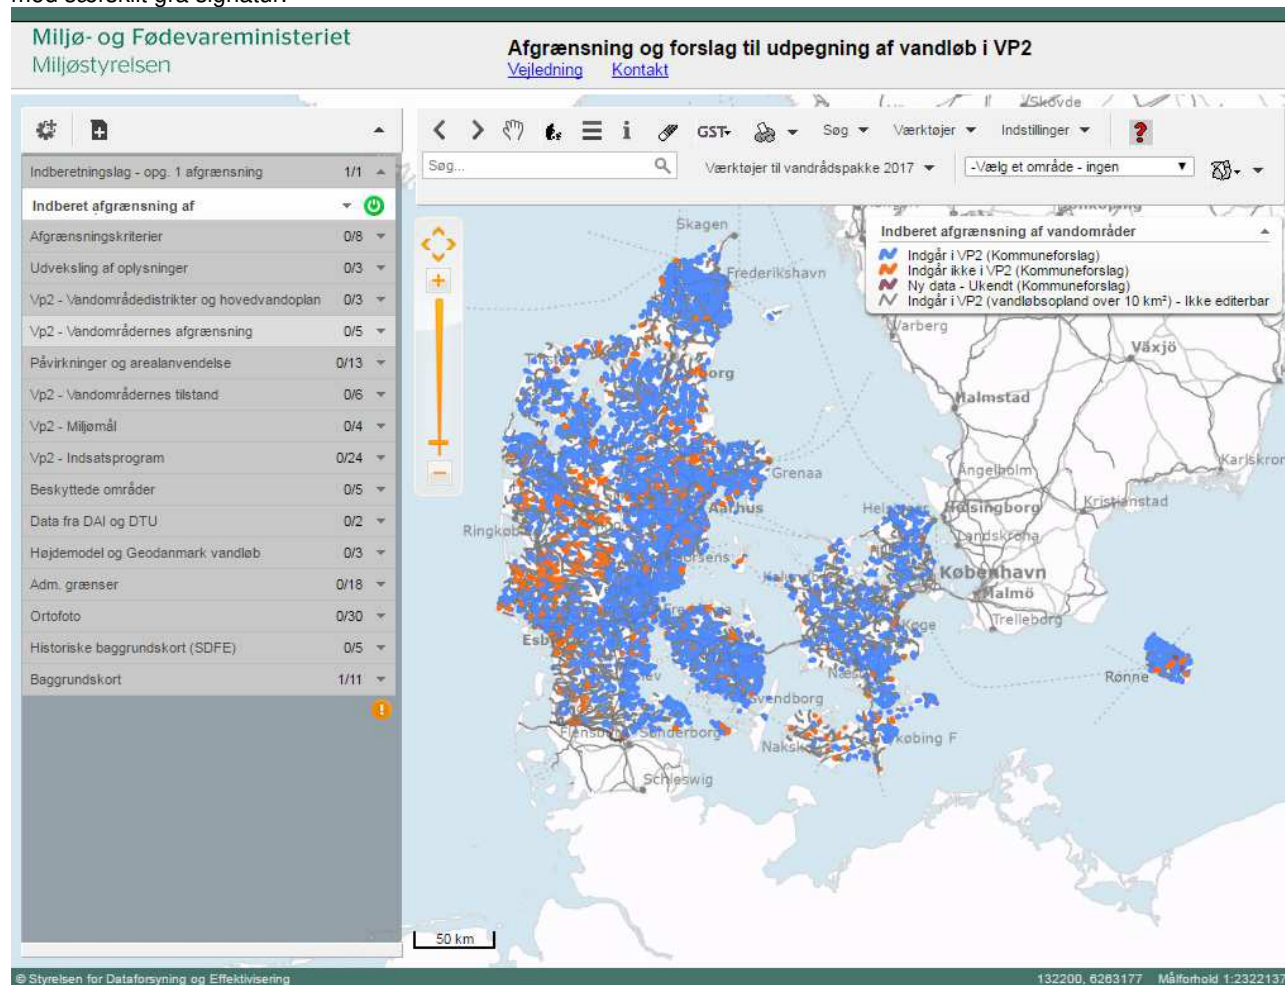 med særskilt grå signatur.
Miljø- og Fødevareministeriet
Miljøstyrelsen
Afgrænsning og forslag til udpegning af vandløb i VP2
Vejledning Kontakt
GST
Søg
Værktøjer
Indstillinger
?
Søg...
Værktøjer til vandrådspakke 2017
-Vælg et område - ingen
Indberetningslag - opg. 1 afgrænsning 1/1
Indberet afgrænsning af
Afgrænsningskriterier 0/8
Udveksling af oplysninger 0/3
Vp2 - Vandområdedistrikter og hovedvandoplan 0/3
Vp2 - Vandområdernes afgrænsning 0/5
Påvirkninger og arealanvendelse 0/13
Vp2 - Vandområdernes tilstand 0/6
Vp2 - Miljømål 0/4
Vp2 - Indsatsprogram 0/24
Beskyttede områder 0/5
Data fra DAI og DTU 0/2
Højdemodel og Geodanmark vandløb 0/3
Adm. grænser 0/18
Ortofoto 0/30
Historiske baggrundskort (SDFE) 0/5
Baggrundskort 1/11
Indberet afgrænsning af vandområder
Indgår i VP2 (Kommuneforslag)
Indgår ikke i VP2 (Kommuneforslag)
Ny data - Ukendt (Kommuneforslag)
Indgår i VP2 (vandløbsopland over 10 km²) - Ikke editerbar
Skövde
Skagen
Frederikshavn
Varberg
Växjö
Halmstad
Grenaa
Ängelholm
Karlskron
Kristianstad
Aarhus
Helsingborg
Landskrona
København
Malmö
Trelleborg
Køge
Rønne
Svendborg
Sønderborg
Flensburg
Schleswig
50 km
© Styrelsen for Dataforsyning og Effektivisering
132200, 6263177 Målforhold 1:2322137